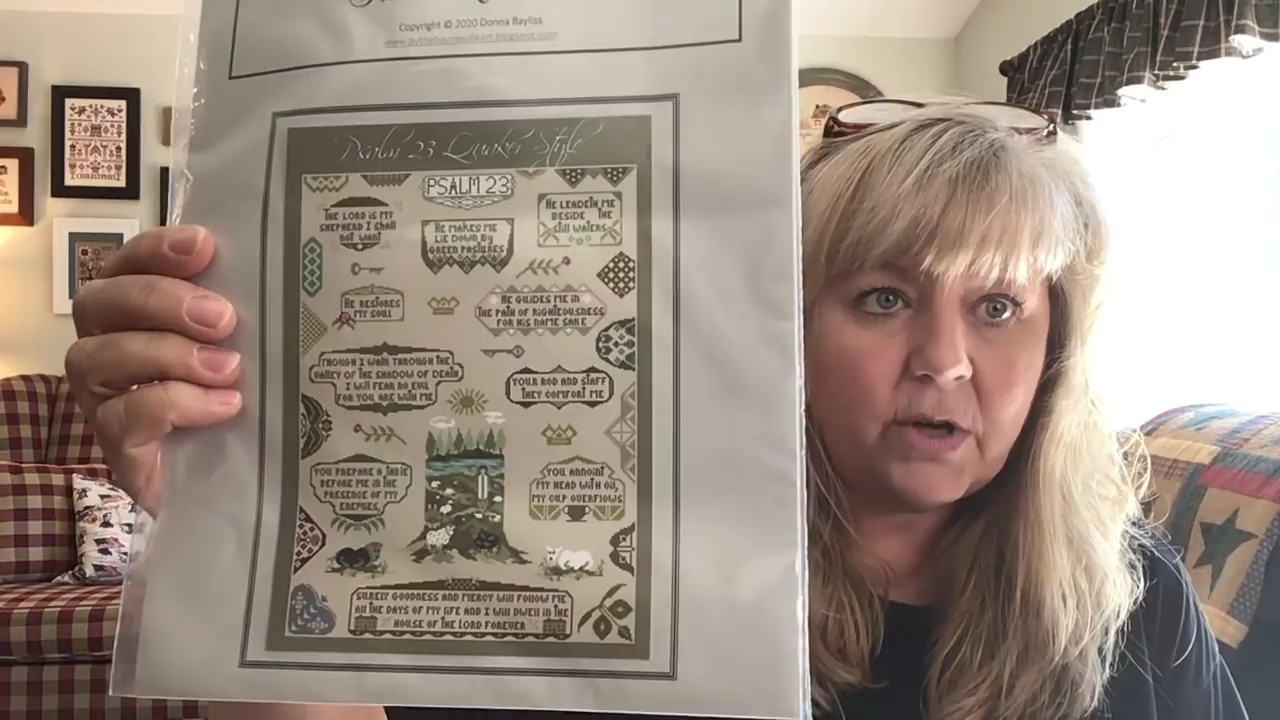 Copyright © 2020 Donna Bayliss
Psalm 23 Quaker Style
PSALM 23
THE LORD IS MY
SHEPHERD I SHALL
NOT WANT
HE MAKES ME
LIE DOWN BY
GREEN PASTURES
HE LEADETH ME
BESIDE THE
STILL WATERS
HE RESTORES
MY SOUL
HE GUIDES ME IN
THE PATH OF RIGHTEOUSNESS
FOR HIS NAME SAKE
THOUGH I WALK THROUGH THE
VALLEY OF THE SHADOW OF DEATH
I WILL FEAR NO EVIL
FOR YOU ARE WITH ME
YOUR ROD AND STAFF
THEY COMFORT ME
YOU PREPARE A TABLE
BEFORE ME IN THE
PRESENCE OF MY
ENEMIES
YOU ANNOINT
MY HEAD WITH OIL,
MY CUP OVERFLOWS
SURELY GOODNESS AND MERCY WILL FOLLOW ME
ALL THE DAYS OF MY LIFE AND I WILL DWELL IN THE
HOUSE OF THE LORD FOREVER
CHRISTMAS